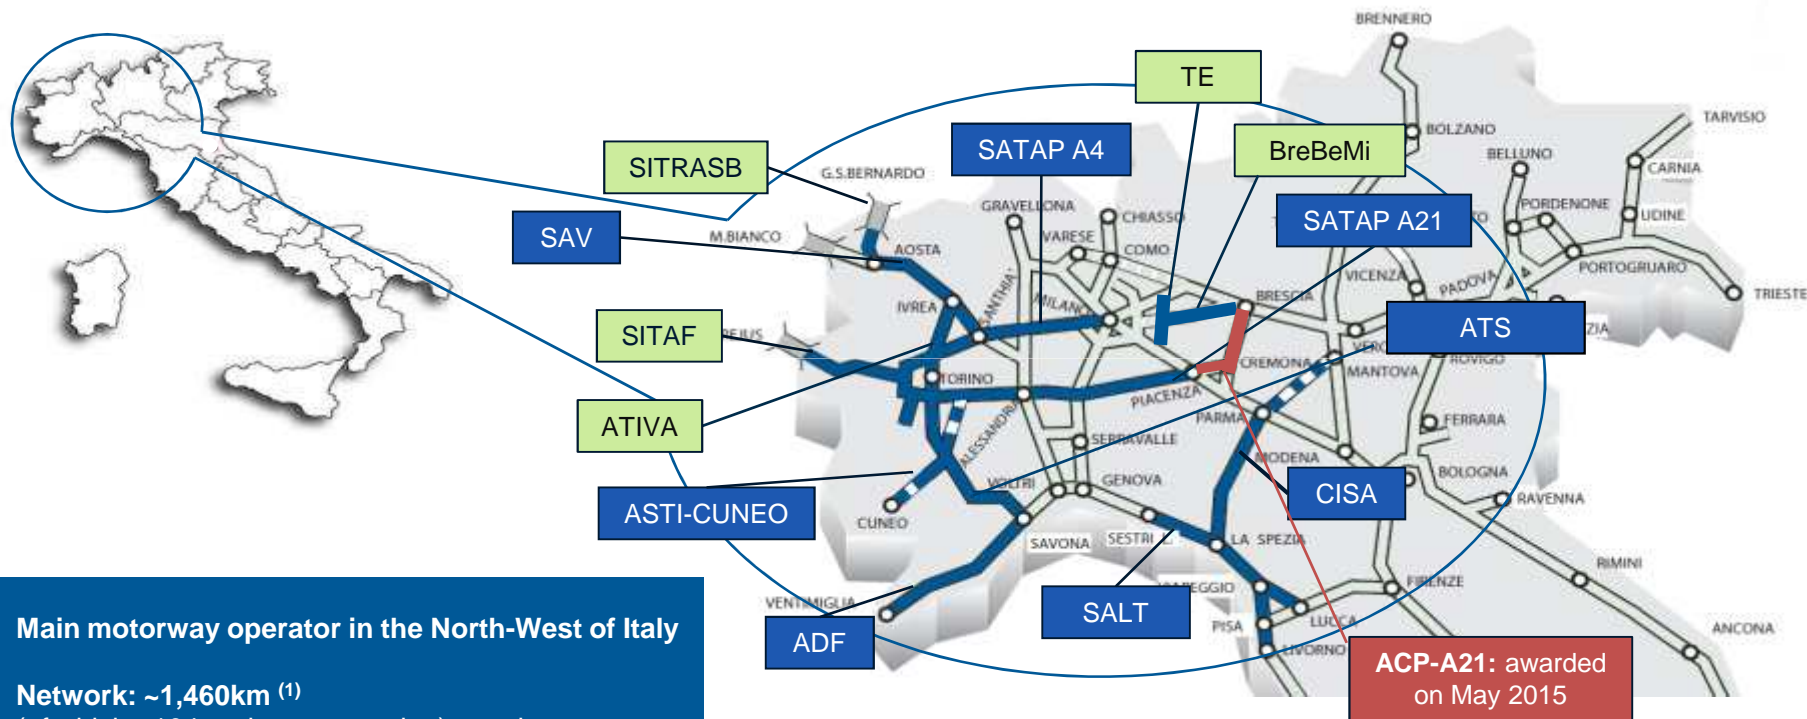 BRENNERO
TE
TARVISIO
SATAP A4
BreBeMi
BOLZANO
BELLUNO
SITRASB
G.S.BERNARDO
CARNIA
GRAVELLONA
CHIASSO
SATAP A21
PORDENONE
UDINE
SAV
M.BIANCO
AOSTA
VARESE
COMO
VICENZA
PADOVA
PORTOGRUARO
TRIESTE
IVREA
MILANO
BRESCIA
ATS
SITAF
CREMONA
MANTOVA
ROVIGO
TORINO
PIACENZA
PARMA
FERRARA
ATIVA
ALESSANDRIA
SERRAVALLE
MODENA
BOLOGNA
VOLTRI
GENOVA
CISA
RAVENNA
ASTI-CUNEO
CUNEO
SAVONA
SESTRI L.
LA SPEZIA
RIMINI
VENTIMIGLIA
FIRENZE
SALT
LUCCA
PISA
ADF
LIVORNO
ANCONA
Main motorway operator in the North-West of Italy
Network: ~1,460km (1)
ACP-A21: awarded
on May 2015